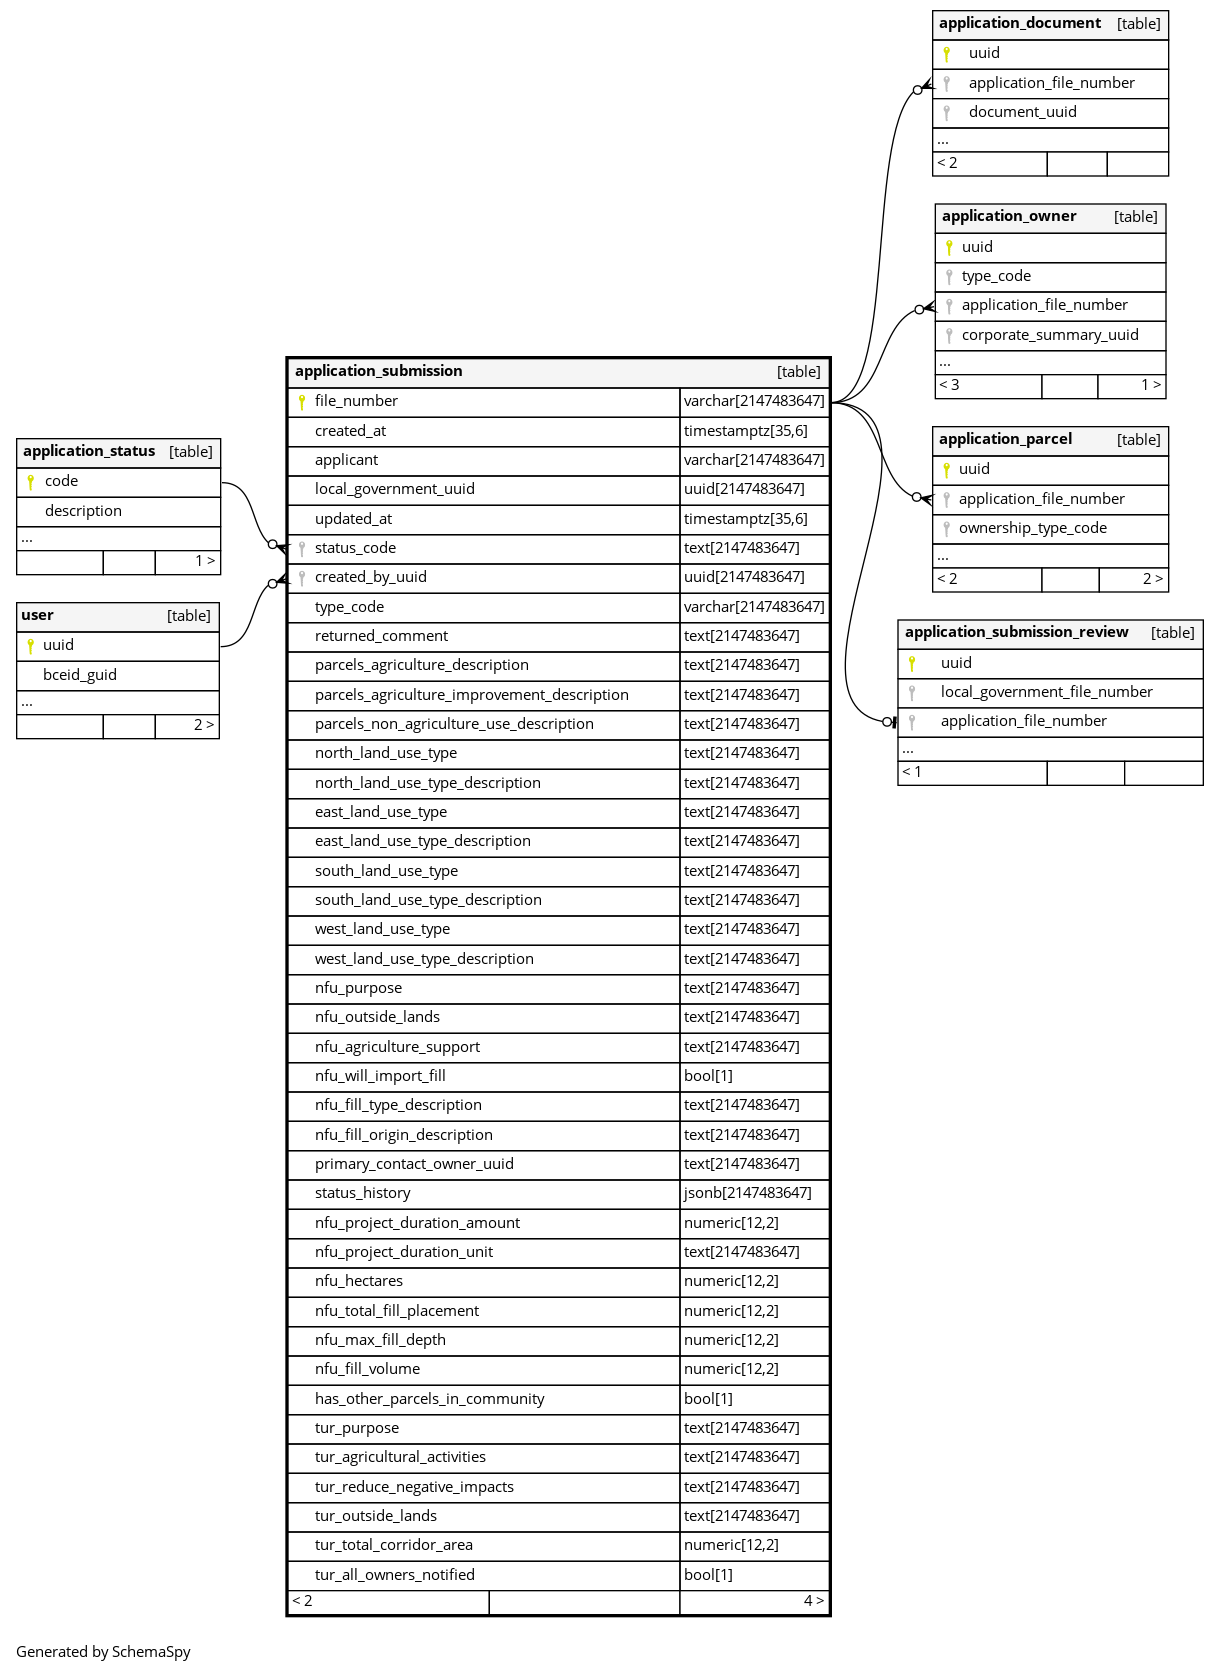 application_document [table]
uuid
application_file_number
document_uuid
...
< 2
application_owner [table]
uuid
type_code
application_file_number
corporate_summary_uuid
...
< 3 1 >
application_submission [table]
file_number varchar[2147483647]
created_at timestamptz[35,6]
applicant varchar[2147483647]
local_government_uuid uuid[2147483647]
updated_at timestamptz[35,6]
status_code text[2147483647]
created_by_uuid uuid[2147483647]
type_code varchar[2147483647]
returned_comment text[2147483647]
parcels_agriculture_description text[2147483647]
parcels_agriculture_improvement_description text[2147483647]
parcels_non_agriculture_use_description text[2147483647]
north_land_use_type text[2147483647]
north_land_use_type_description text[2147483647]
east_land_use_type text[2147483647]
east_land_use_type_description text[2147483647]
south_land_use_type text[2147483647]
south_land_use_type_description text[2147483647]
west_land_use_type text[2147483647]
west_land_use_type_description text[2147483647]
nfu_purpose text[2147483647]
nfu_outside_lands text[2147483647]
nfu_agriculture_support text[2147483647]
nfu_will_import_fill bool[1]
nfu_fill_type_description text[2147483647]
nfu_fill_origin_description text[2147483647]
primary_contact_owner_uuid text[2147483647]
status_history jsonb[2147483647]
nfu_project_duration_amount numeric[12,2]
nfu_project_duration_unit text[2147483647]
nfu_hectares numeric[12,2]
nfu_total_fill_placement numeric[12,2]
nfu_max_fill_depth numeric[12,2]
nfu_fill_volume numeric[12,2]
has_other_parcels_in_community bool[1]
tur_purpose text[2147483647]
tur_agricultural_activities text[2147483647]
tur_reduce_negative_impacts text[2147483647]
tur_outside_lands text[2147483647]
tur_total_corridor_area numeric[12,2]
tur_all_owners_notified bool[1]
< 2 4 >
application_status [table]
code
description
...
1 >
user [table]
uuid
bceid_guid
...
2 >
application_parcel [table]
uuid
application_file_number
ownership_type_code
...
< 2 2 >
application_submission_review [table]
uuid
local_government_file_number
application_file_number
...
< 1
Generated by SchemaSpy